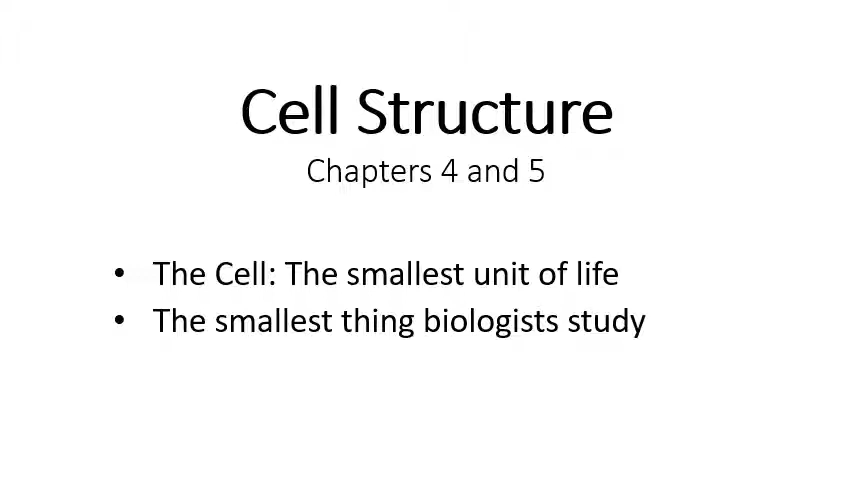 Cell Structure
Chapters 4 and 5
• The Cell: The smallest unit of life
• The smallest thing biologists study